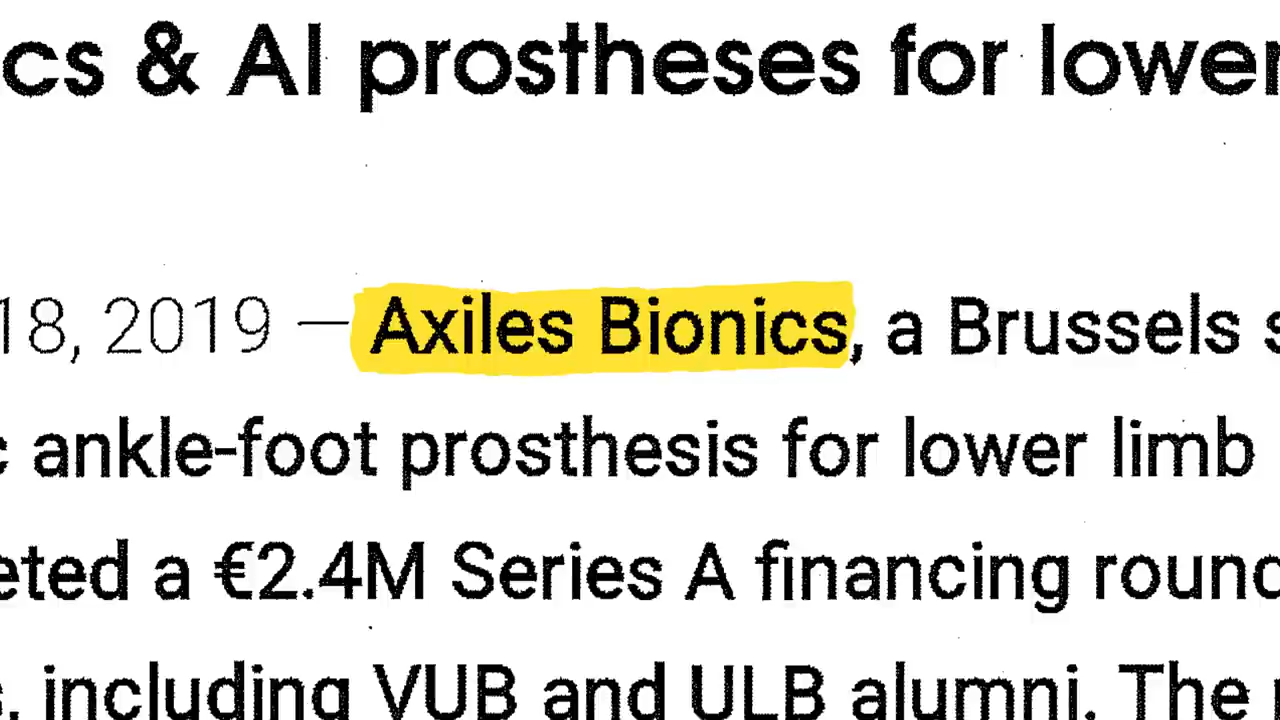 cs & AI prostheses for lower
18, 2019 — Axiles Bionics, a Brussels s
c ankle-foot prosthesis for lower limb
eted a €2.4M Series A financing round
s, including VUB and ULB alumni. The